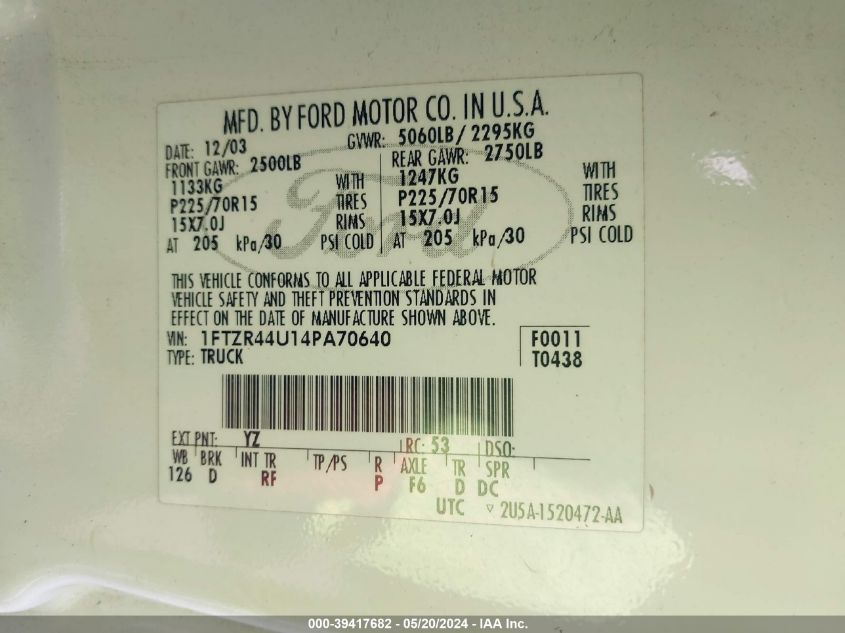 MFD. BY FORD MOTOR CO. IN U.S.A.
DATE: 12/03 GVWR: 5060LB/ 2295KG
FRONT GAWR: 2500LB REAR GAWR: 2750LB
1133KG WITH 1247KG WITH
P225/70R15 TIRES P225/70R15 TIRES
15X7.0J RIMS 15X7.0J RIMS
AT 205 kPa/30 PSI COLD AT 205 kPa/30 PSI COLD
Ford
THIS VEHICLE CONFORMS TO ALL APPLICABLE FEDERAL MOTOR
VEHICLE SAFETY AND THEFT PREVENTION STANDARDS IN
EFFECT ON THE DATE OF MANUFACTURE SHOWN ABOVE.
VIN: 1FTZR44U14PA70640 F0011
TYPE: TRUCK T0438
EXT PNT: YZ RC: 53 DSO:
WB BRK INT TR TP/PS R AXLE TR SPR
126 D RF P F6 D DC
UTC ▽ 2U5A-1520472-AA
000-39417682 - 05/20/2024 - IAA Inc.